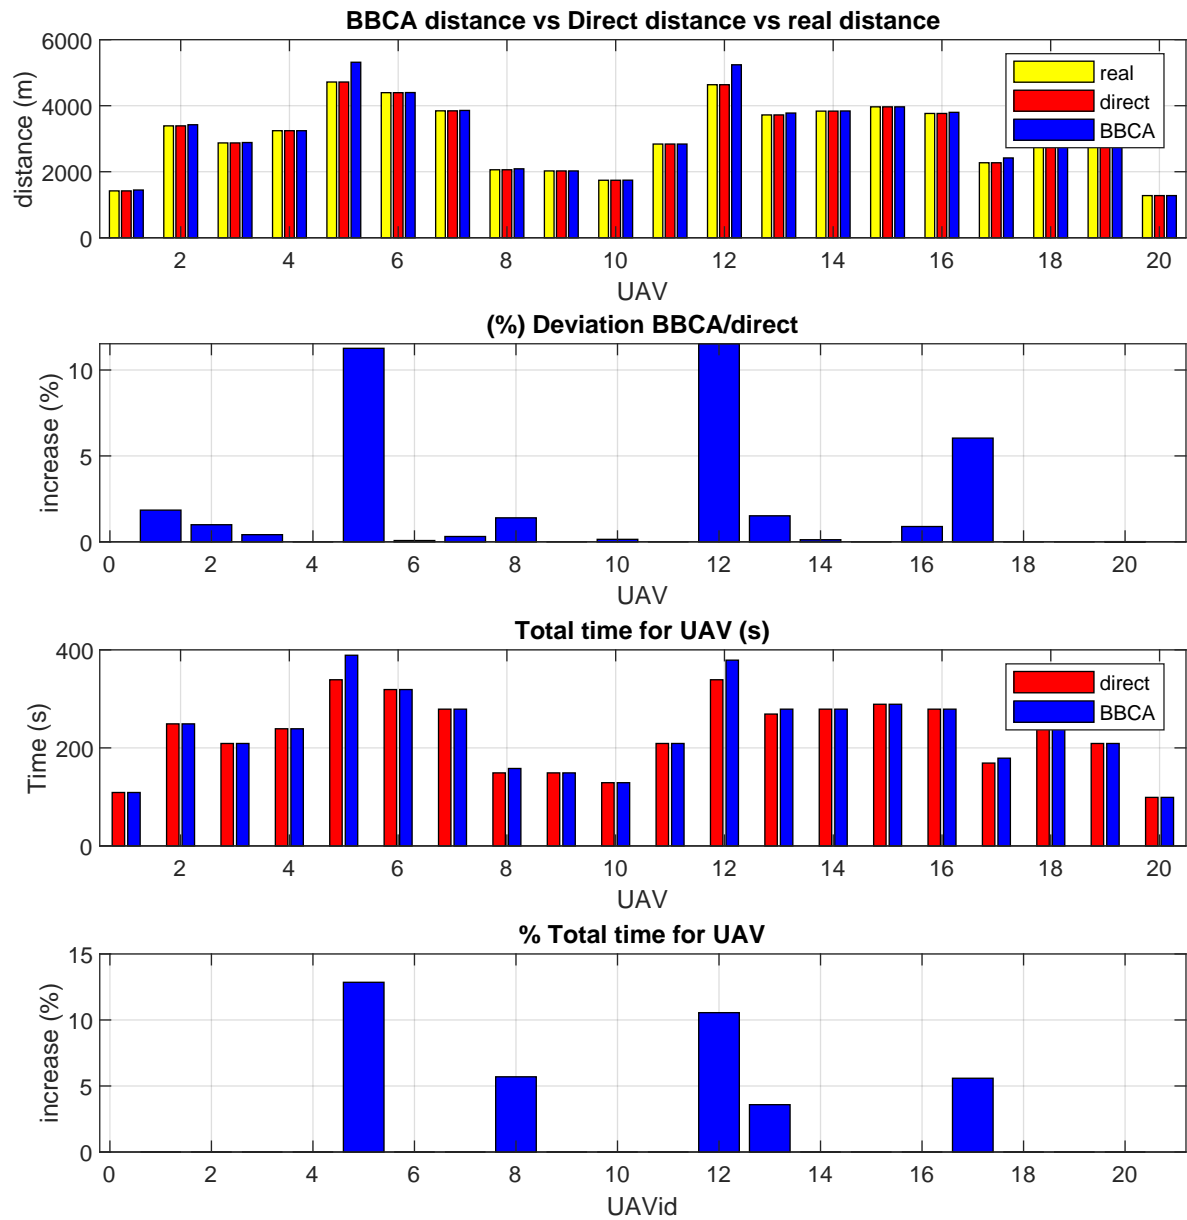 BBCA distance vs Direct distance vs real distance
6000
4000
2000
0
distance (m)
real
direct
BBCA
2 4 6 8 10 12 14 16 18 20
UAV
(%) Deviation BBCA/direct
10
5
0
increase (%)
0 2 4 6 8 10 12 14 16 18 20
UAV
Total time for UAV (s)
400
200
0
Time (s)
direct
BBCA
2 4 6 8 10 12 14 16 18 20
UAV
% Total time for UAV
15
10
5
0
increase (%)
0 2 4 6 8 10 12 14 16 18 20
UAVid